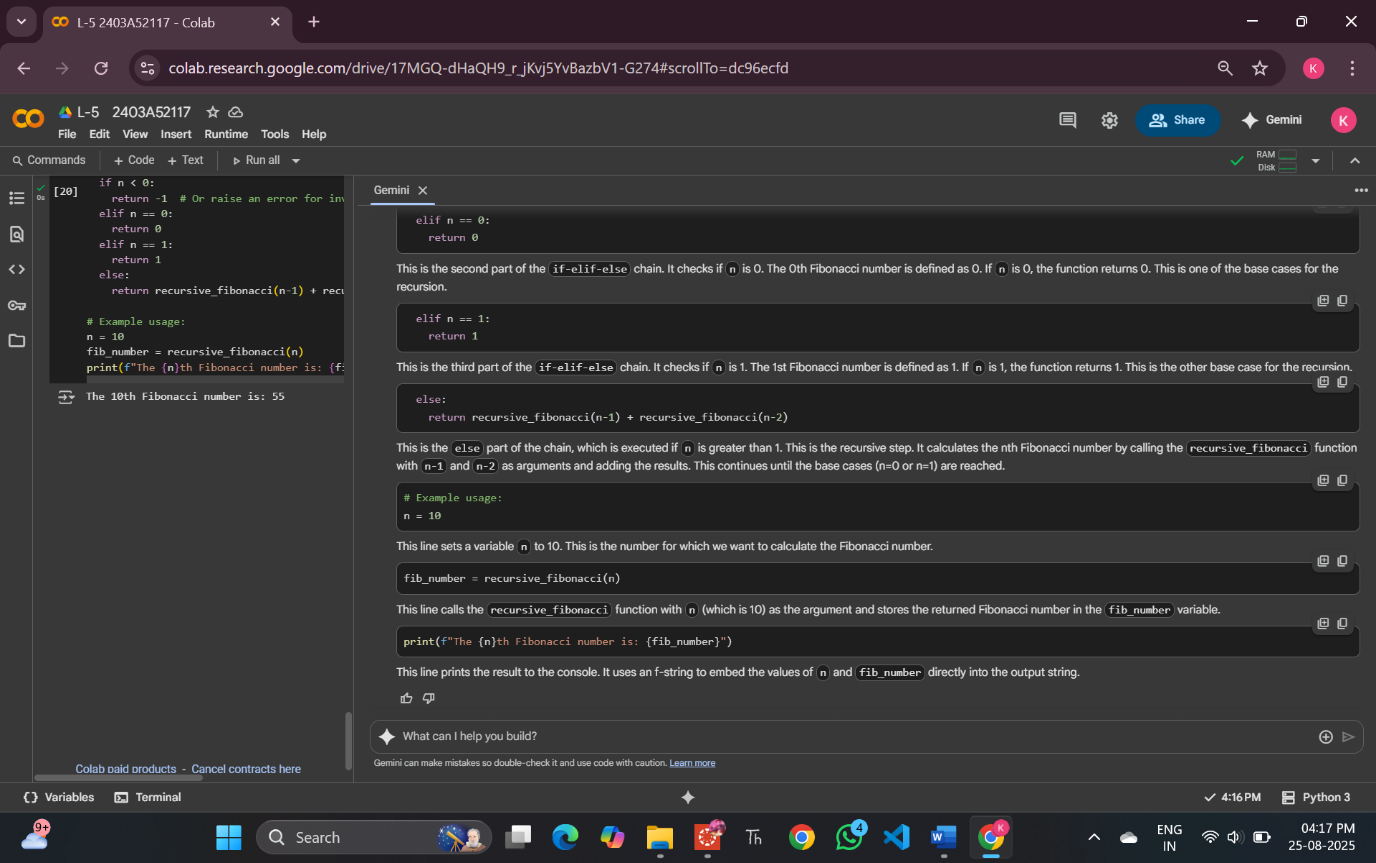 L-5 2403A52117 - Colab
colab.research.google.com/drive/17MGQ-dHaQH9_r_jKvj5YvBazbV1-G274#scrollTo=dc96ecfd
K
L-5 2403A52117
File Edit View Insert Runtime Tools Help
Share
Gemini
K
Commands + Code + Text Run all
RAM
Disk
[20]
0s
if n < 0:
return -1 # Or raise an error for inv
elif n == 0:
return 0
elif n == 1:
return 1
else:
return recursive_fibonacci(n-1) + recu
# Example usage:
n = 10
fib_number = recursive_fibonacci(n)
print(f"The {n}th Fibonacci number is: {fi
The 10th Fibonacci number is: 55
Colab paid products - Cancel contracts here
Gemini
elif n == 0:
return 0
This is the second part of the if-elif-else chain. It checks if n is 0. The 0th Fibonacci number is defined as 0. If n is 0, the function returns 0. This is one of the base cases for the
recursion.
elif n == 1:
return 1
This is the third part of the if-elif-else chain. It checks if n is 1. The 1st Fibonacci number is defined as 1. If n is 1, the function returns 1. This is the other base case for the recursion.
else:
return recursive_fibonacci(n-1) + recursive_fibonacci(n-2)
This is the else part of the chain, which is executed if n is greater than 1. This is the recursive step. It calculates the nth Fibonacci number by calling the recursive_fibonacci function
with n-1 and n-2 as arguments and adding the results. This continues until the base cases (n=0 or n=1) are reached.
# Example usage:
n = 10
This line sets a variable n to 10. This is the number for which we want to calculate the Fibonacci number.
fib_number = recursive_fibonacci(n)
This line calls the recursive_fibonacci function with n (which is 10) as the argument and stores the returned Fibonacci number in the fib_number variable.
print(f"The {n}th Fibonacci number is: {fib_number}")
This line prints the result to the console. It uses an f-string to embed the values of n and fib_number directly into the output string.
What can I help you build?
Gemini can make mistakes so double-check it and use code with caution. Learn more
Variables Terminal
4:16 PM Python 3
9+
Search
Th
4
K
ENG
IN
04:17 PM
25-08-2025